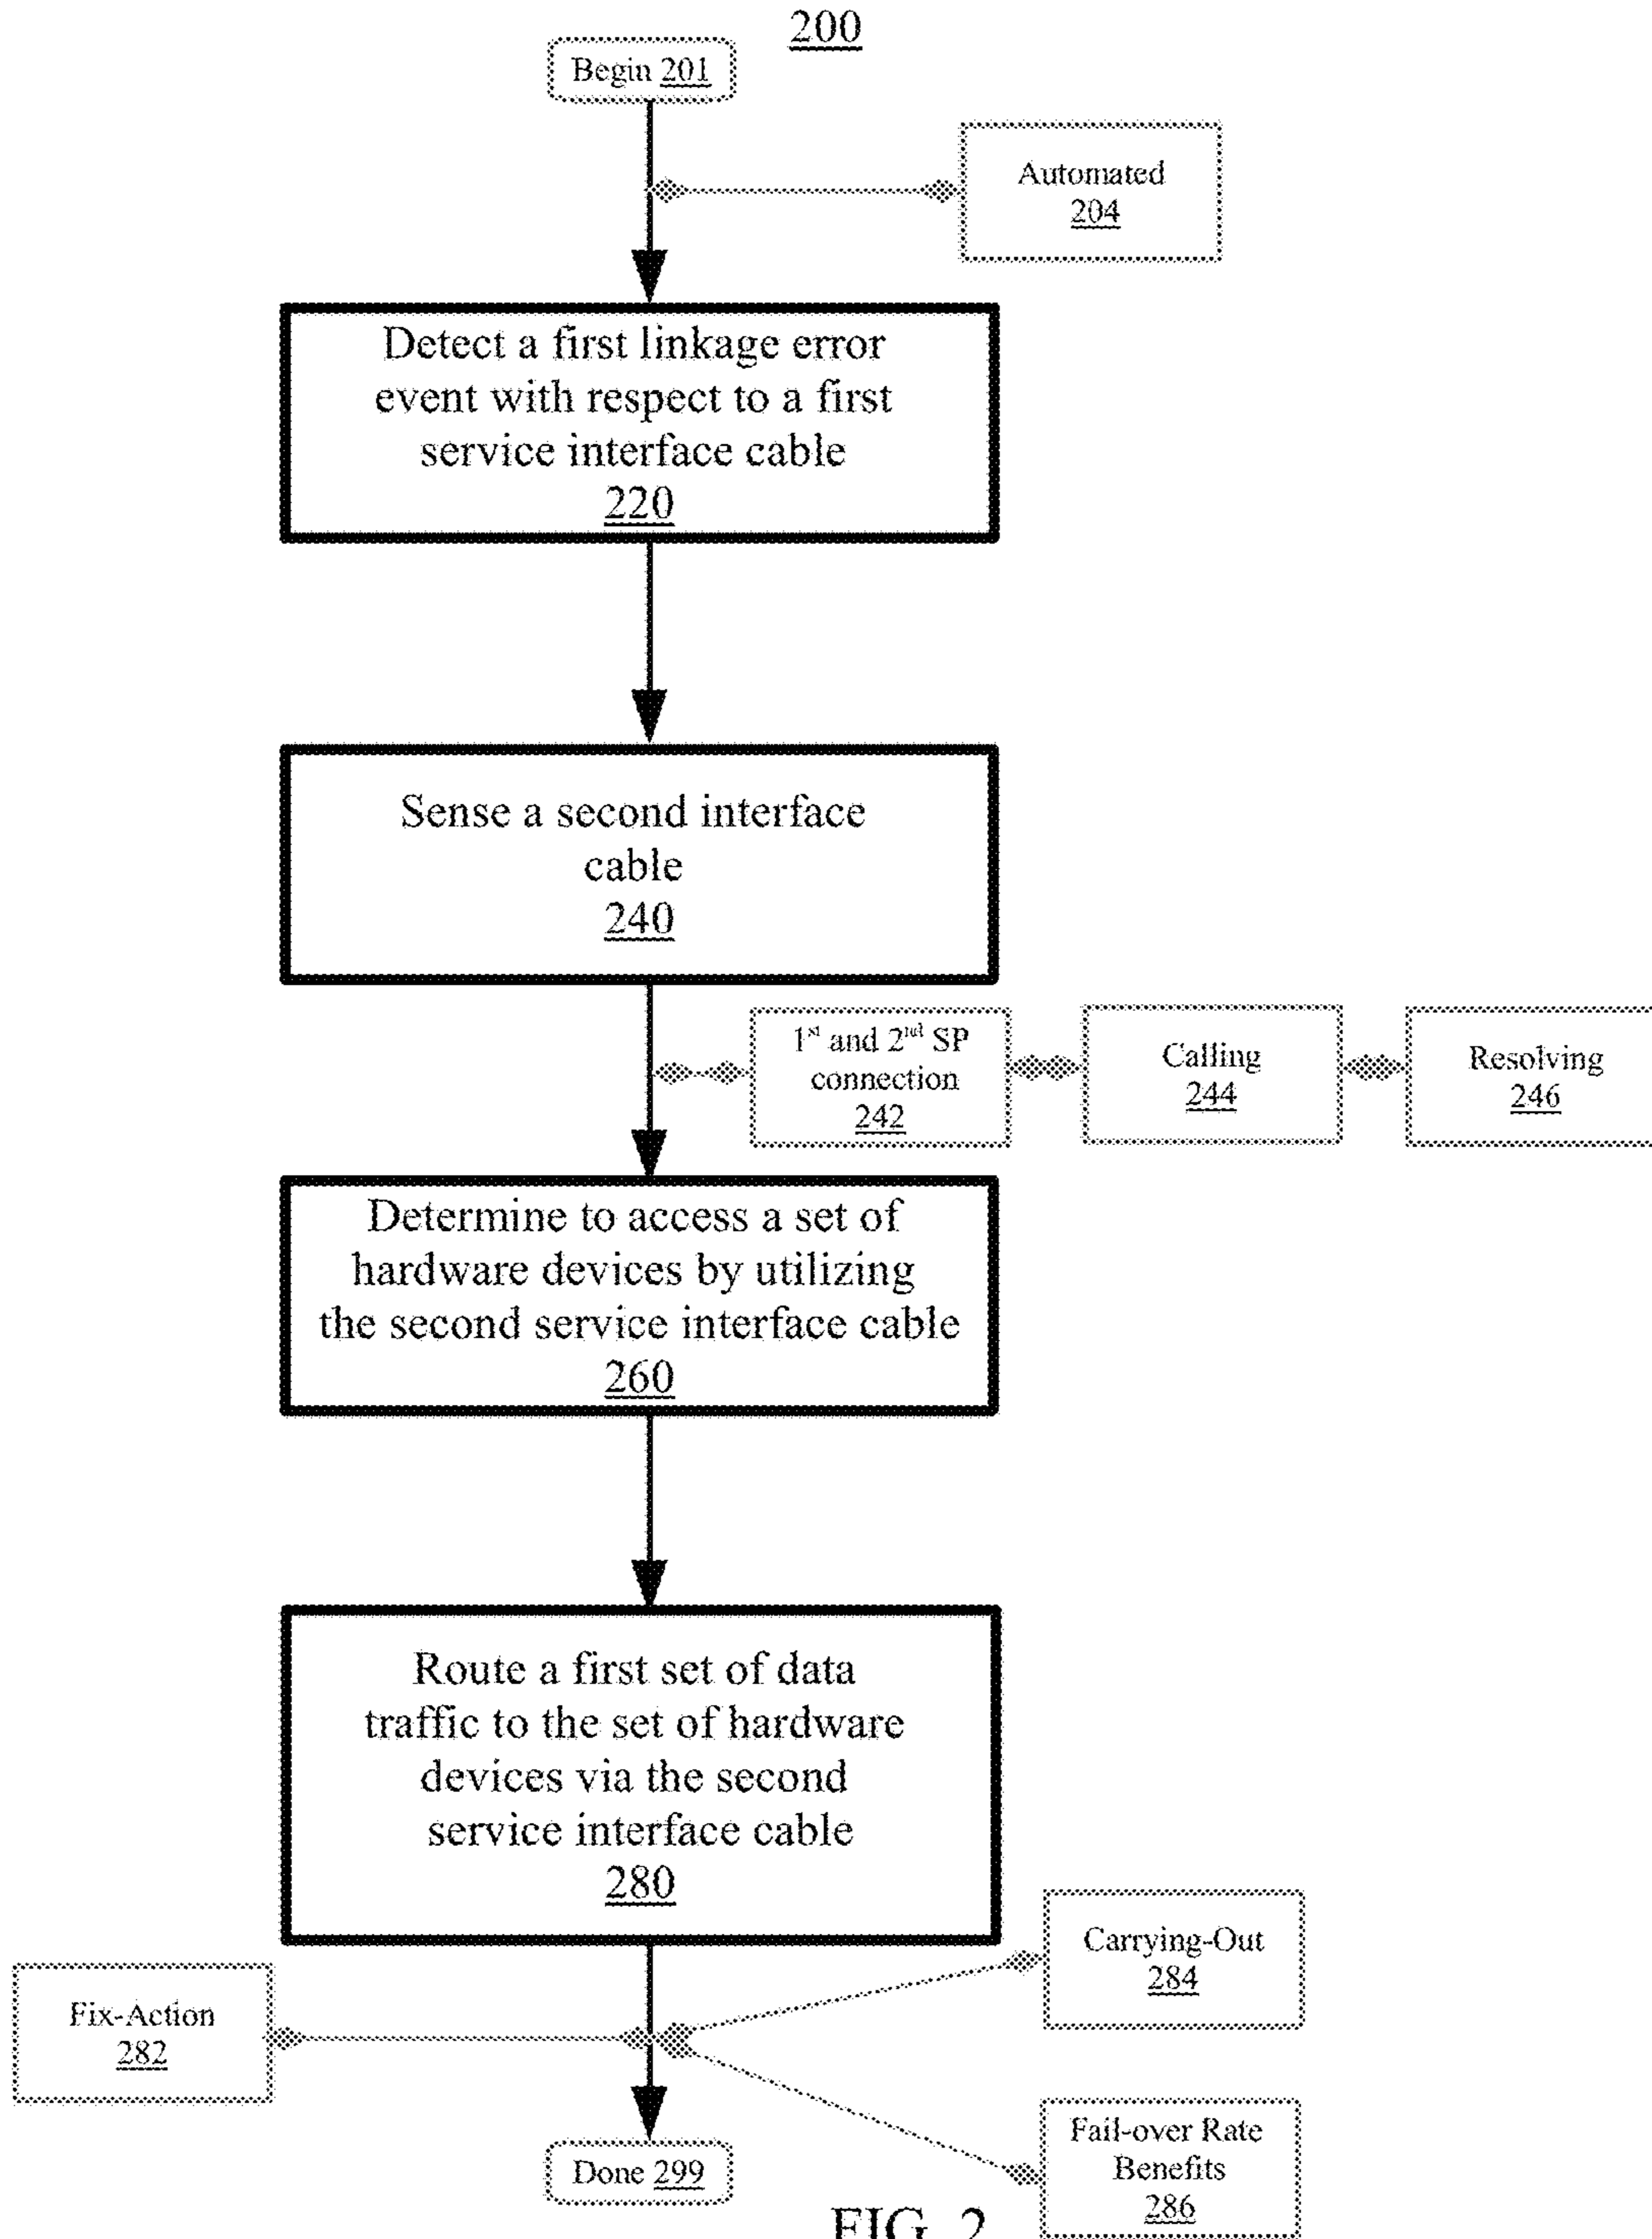 200
Begin 201
Automated
204
Detect a first linkage error
event with respect to a first
service interface cable
220
Sense a second interface
cable
240
1st and 2nd SP
connection
242
Calling
244
Resolving
246
Determine to access a set of
hardware devices by utilizing
the second service interface cable
260
Route a first set of data
traffic to the set of hardware
devices via the second
service interface cable
280
Carrying-Out
284
Fix-Action
282
Fail-over Rate
Benefits
286
Done 299
FIG. 2